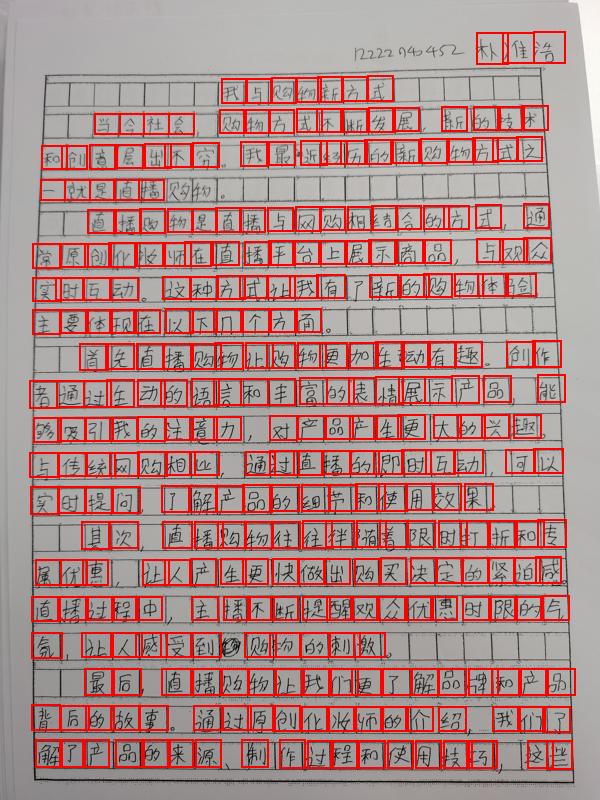 12222740452 朴准浩
我与购物新方式
当今社会，购物方式不断发展，新的技术
和创首层出不穷。我最近经历的新购物方式之
一就是直播购物。
直播购物是直播与网购相结合的方式，通
常原创化妆师在直播平台上展示商品，与观众
实时互动。这种方式让我有了新的购物体验
主要体现在以下几个方面。
首先直播购物让购物更加生动有趣。创作
者通过生动的语言和丰富的表情展示产品，能
够吸引我的注意力，对产品产生更大的兴趣，
与传统网购相比，通过直播的即时互动，可以
实时提问，了解产品的细节和使用效果。
其次，直播购物往往伴随着限时打折和专
属优惠，让人产生更快做出购买决定的紧迫感。
直播过程中，主播不断提醒观众优惠时限的气
氛，让人感受到购物的刺激。
最后，直播购物让我们更了解品牌和产品
背后的故事。通过原创化妆师的介绍，我们了
解了产品的来源、制作过程和使用技巧，这些